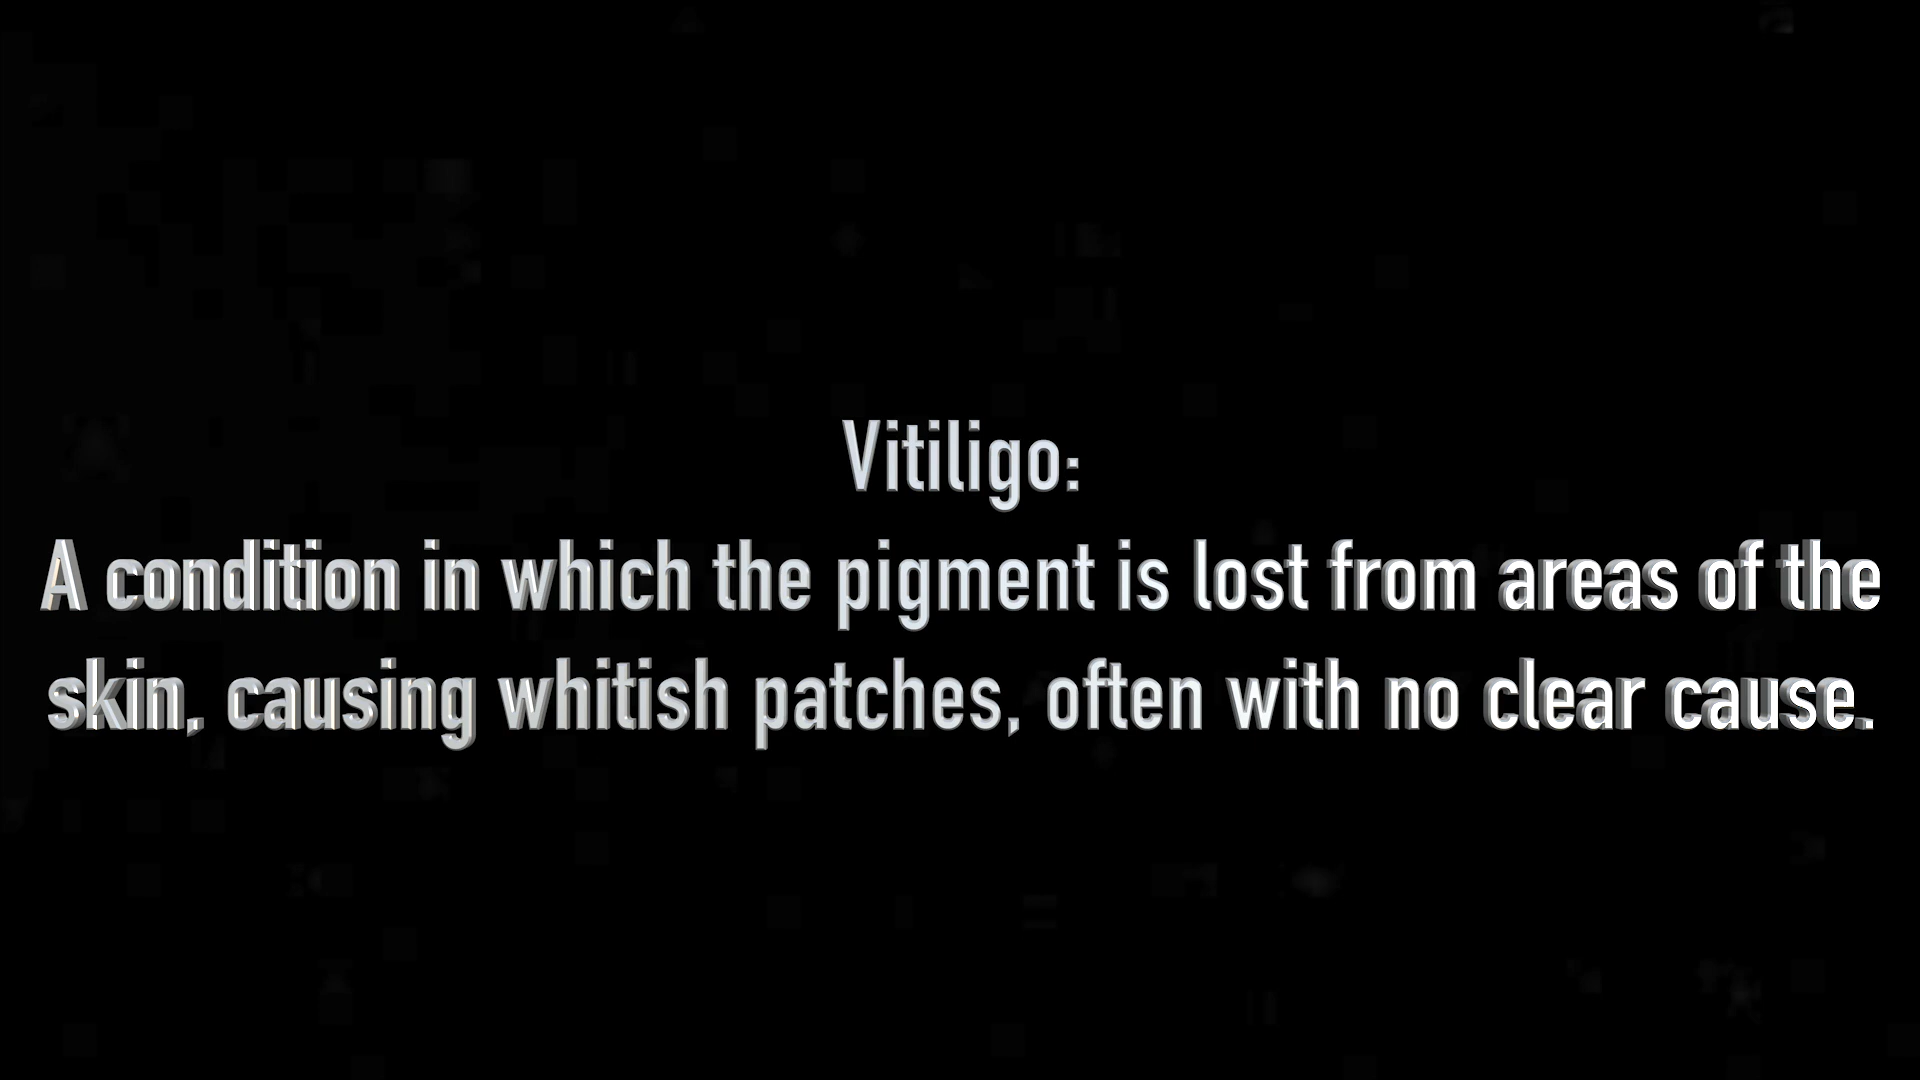 Vitiligo:
A condition in which the pigment is lost from areas of the
skin, causing whitish patches, often with no clear cause.